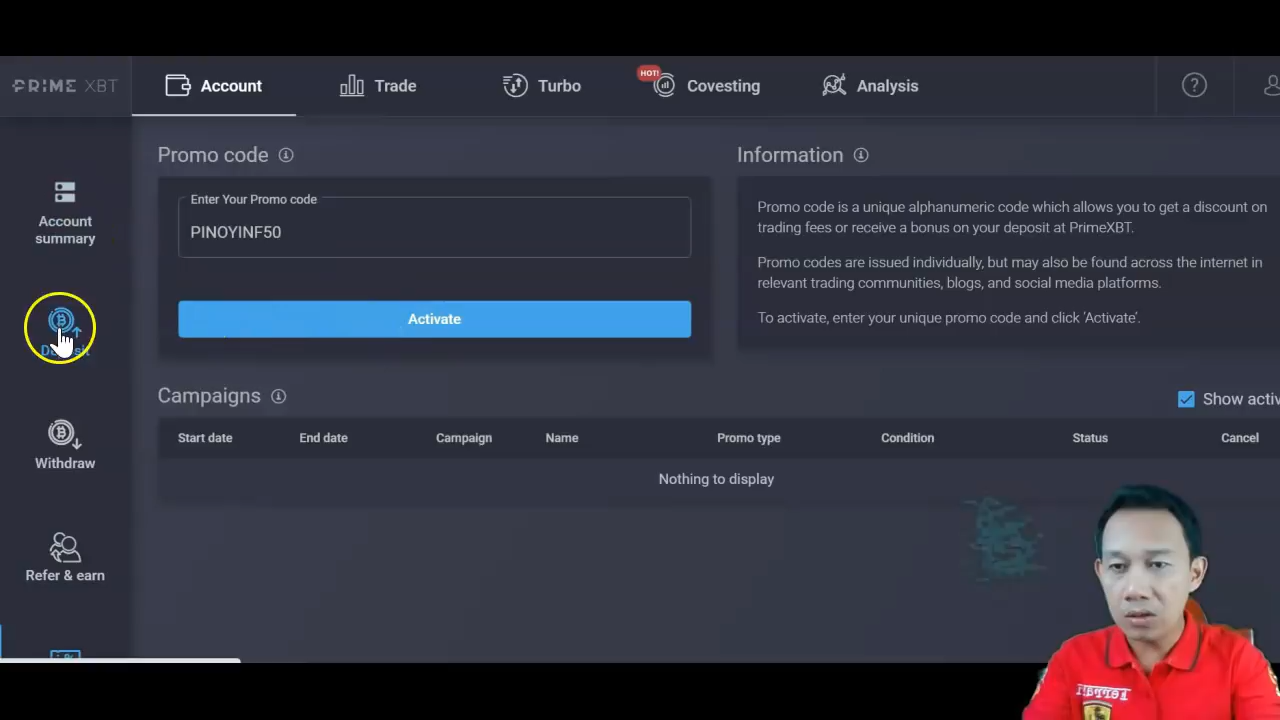 PRIME XBT
Account
Trade
Turbo
HOT!
Covesting
Analysis
?
Account
summary
Deposit
Withdraw
Refer & earn
Promo code
Enter Your Promo code
PINOYINF50
Activate
Information
Promo code is a unique alphanumeric code which allows you to get a discount on
trading fees or receive a bonus on your deposit at PrimeXBT.
Promo codes are issued individually, but may also be found across the internet in
relevant trading communities, blogs, and social media platforms.
To activate, enter your unique promo code and click 'Activate'.
Campaigns
Show activ
Start date End date Campaign Name Promo type Condition Status Cancel
Nothing to display